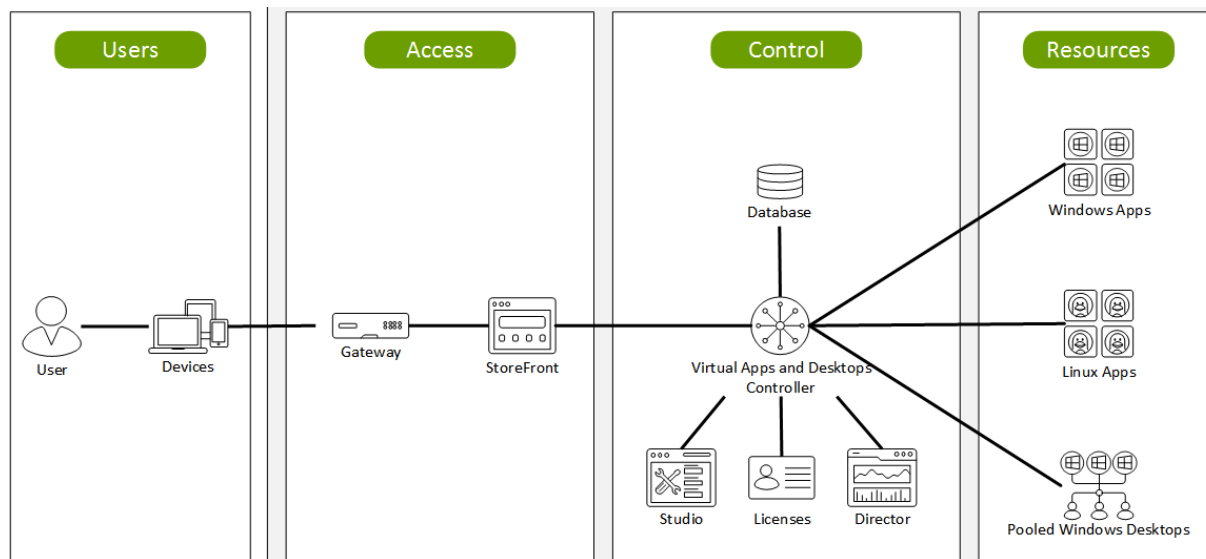 Users
Access
Control
Resources
Database
Windows Apps
User
Devices
Gateway
StoreFront
Virtual Apps and Desktops
Controller
Linux Apps
Studio
Licenses
Director
Pooled Windows Desktops